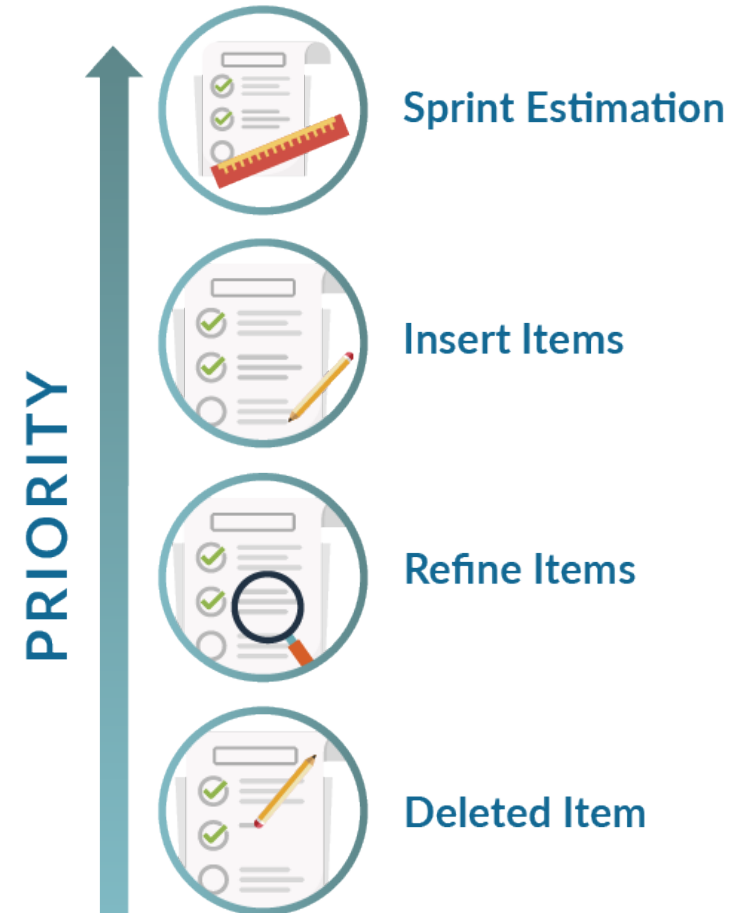 PRIORITY
Sprint Estimation
Insert Items
Refine Items
Deleted Item